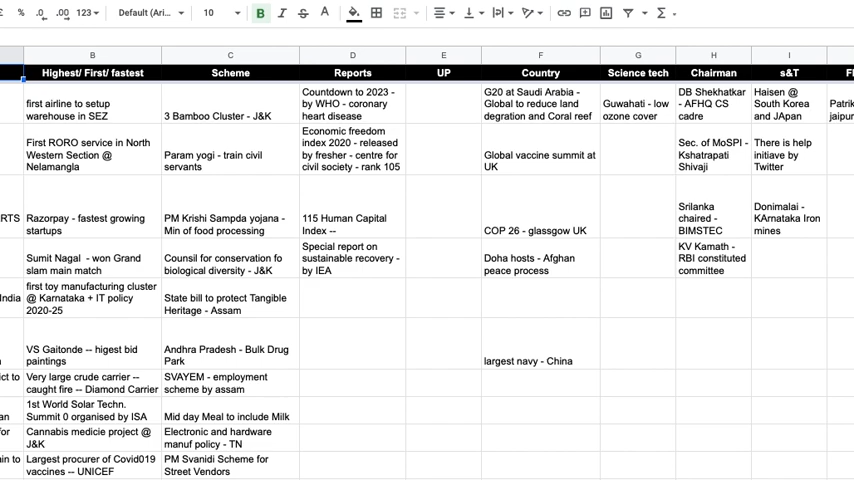 % .0 .00 123 Default (Ari... 10 B I S A
B C D E F G H I
Highest/ First/ fastest Scheme Reports UP Country Science tech Chairman s&T
first airline to setup
warehouse in SEZ
3 Bamboo Cluster - J&K
Countdown to 2023 -
by WHO - coronary
heart disease
G20 at Saudi Arabia -
Global to reduce land
degration and Coral reef
Guwahati - low
ozone cover
DB Shekhatkar
- AFHQ CS
cadre
Haisen @
South Korea
and JApan
Patrik
jaipur
First RORO service in North
Western Section @
Nelamangla
Param yogi - train civil
servants
Economic freedom
index 2020 - released
by fresher - centre for
civil society - rank 105
Global vaccine summit at
UK
Sec. of MoSPI -
Kshatrapati
Shivaji
There is help
initiave by
Twitter
RTS
Razorpay - fastest growing
startups
PM Krishi Sampda yojana -
Min of food processing
115 Human Capital
Index --
COP 26 - glassgow UK
Srilanka
chaired -
BIMSTEC
Donimalai -
KArnataka Iron
mines
Sumit Nagal - won Grand
slam main match
Counsil for conservation fo
biological diversity - J&K
Special report on
sustainable recovery -
by IEA
Doha hosts - Afghan
peace process
KV Kamath -
RBI constituted
committee
India
first toy manufacturing cluster
@ Karnataka + IT policy
2020-25
State bill to protect Tangible
Heritage - Assam
VS Gaitonde -- higest bid
paintings
Andhra Pradesh - Bulk Drug
Park
largest navy - China
ict to
Very large crude carrier --
caught fire -- Diamond Carrier
SVAYEM - employment
scheme by assam
an
1st World Solar Techn.
Summit 0 organised by ISA
Mid day Meal to include Milk
for
Cannabis medicie project @
J&K
Electronic and hardware
manuf policy - TN
ain to
Largest procurer of Covid019
vaccines -- UNICEF
PM Svanidi Scheme for
Street Vendors